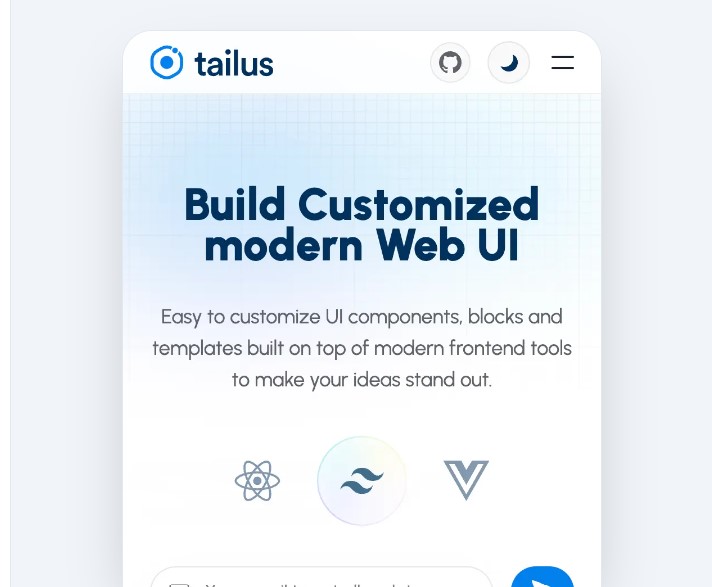 tailus
Build Customized
modern Web UI
Easy to customize UI components, blocks and
templates built on top of modern frontend tools
to make your ideas stand out.